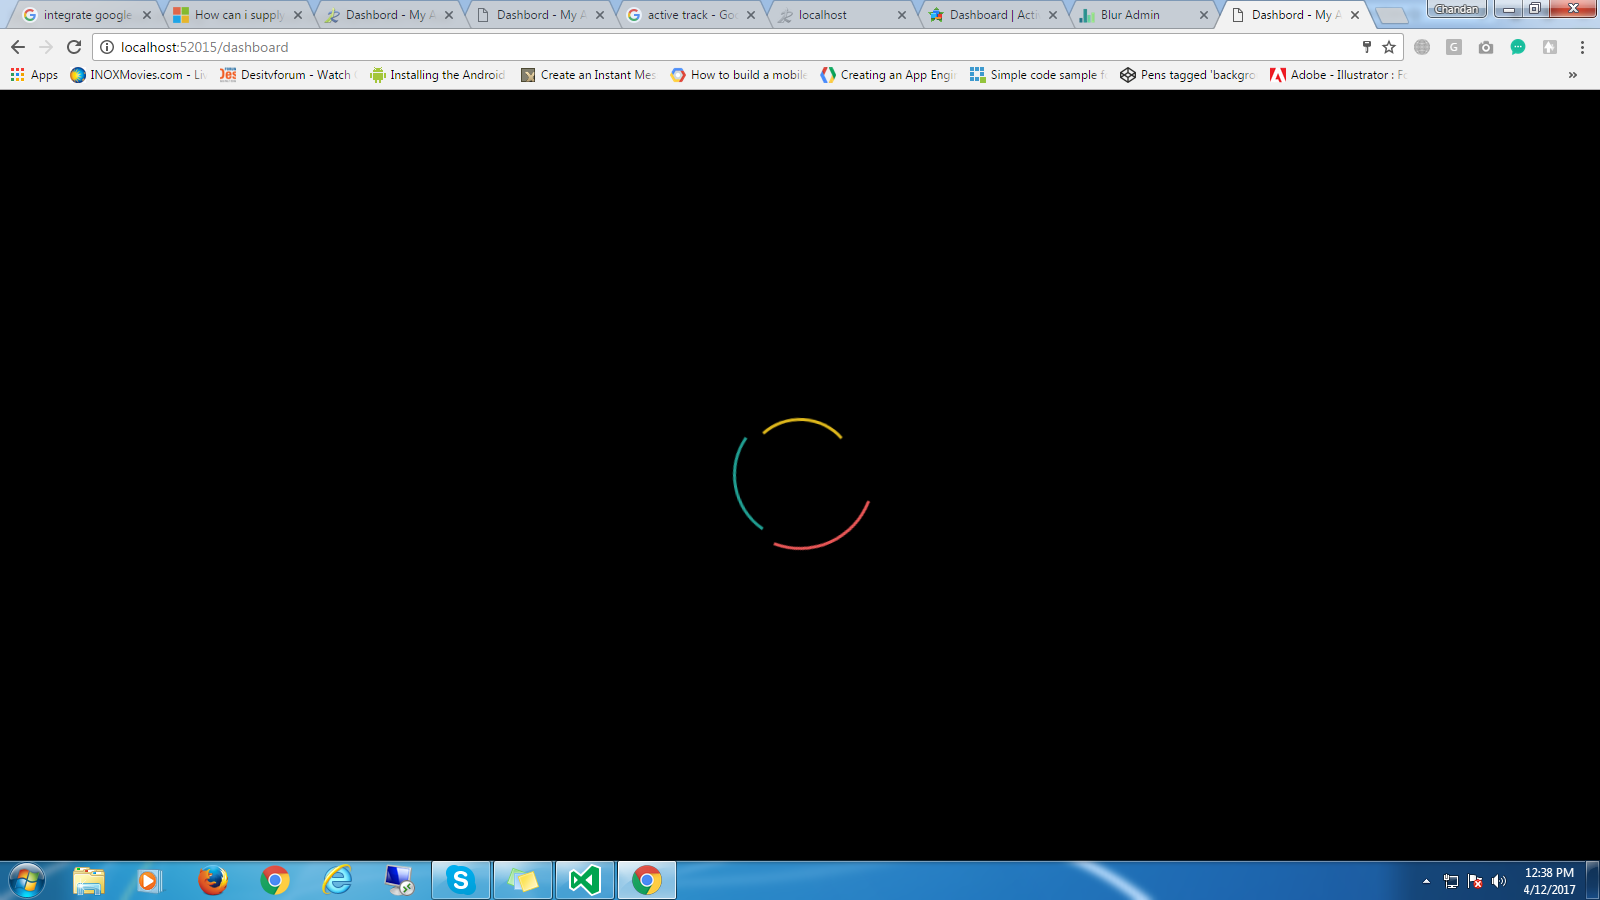 integrate google
How can i supply
Dashbord - My A
Dashbord - My A
active track - Goo
localhost
Dashboard | Acti
Blur Admin
Dashbord - My A
Chandan
localhost:52015/dashboard
Apps
INOXMovies.com - Liv
Desitvforum - Watch
Installing the Android
Create an Instant Mes
How to build a mobile
Creating an App Engi
Simple code sample f
Pens tagged 'backgro
Adobe - Illustrator : Fo
»
12:38 PM
4/12/2017